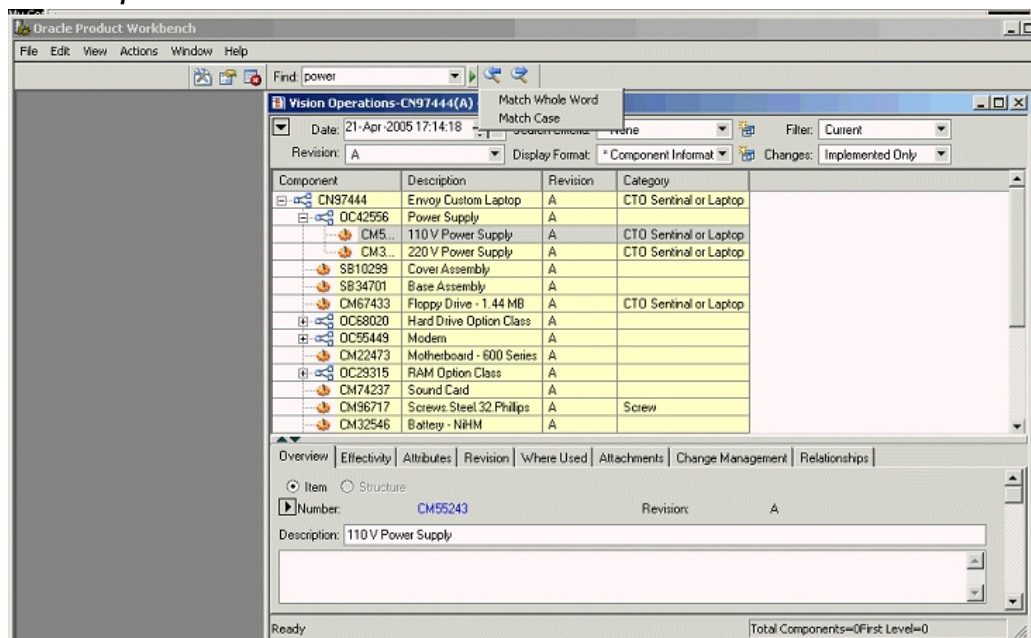 Oracle Product Workbench
File Edit View Actions Window Help
Find: power
Match Whole Word
Match Case
Vision Operations-CN97444(A)
Date: 21-Apr-2005 17:14:18 None Filter: Current
Revision: A Display Format: * Component Informat Changes: Implemented Only
Component Description Revision Category
CN97444 Envoy Custom Laptop A CTO Sentinal or Laptop
OC42556 Power Supply A
CM5... 110 V Power Supply A CTO Sentinal or Laptop
CM3... 220 V Power Supply A CTO Sentinal or Laptop
SB10299 Cover Assembly A
SB34701 Base Assembly A
CM67433 Floppy Drive - 1.44 MB A CTO Sentinal or Laptop
OC68020 Hard Drive Option Class A
OC55449 Modem A
CM22473 Motherboard - 600 Series A
OC29315 RAM Option Class A
CM74237 Sound Card A
CM96717 Screws.Steel.32.Phillips A Screw
CM32546 Battery - NiHM A
Overview Effectivity Attributes Revision Where Used Attachments Change Management Relationships
Item Structure
Number: CM55243 Revision: A
Description: 110 V Power Supply
Ready Total Components=0First Level=0